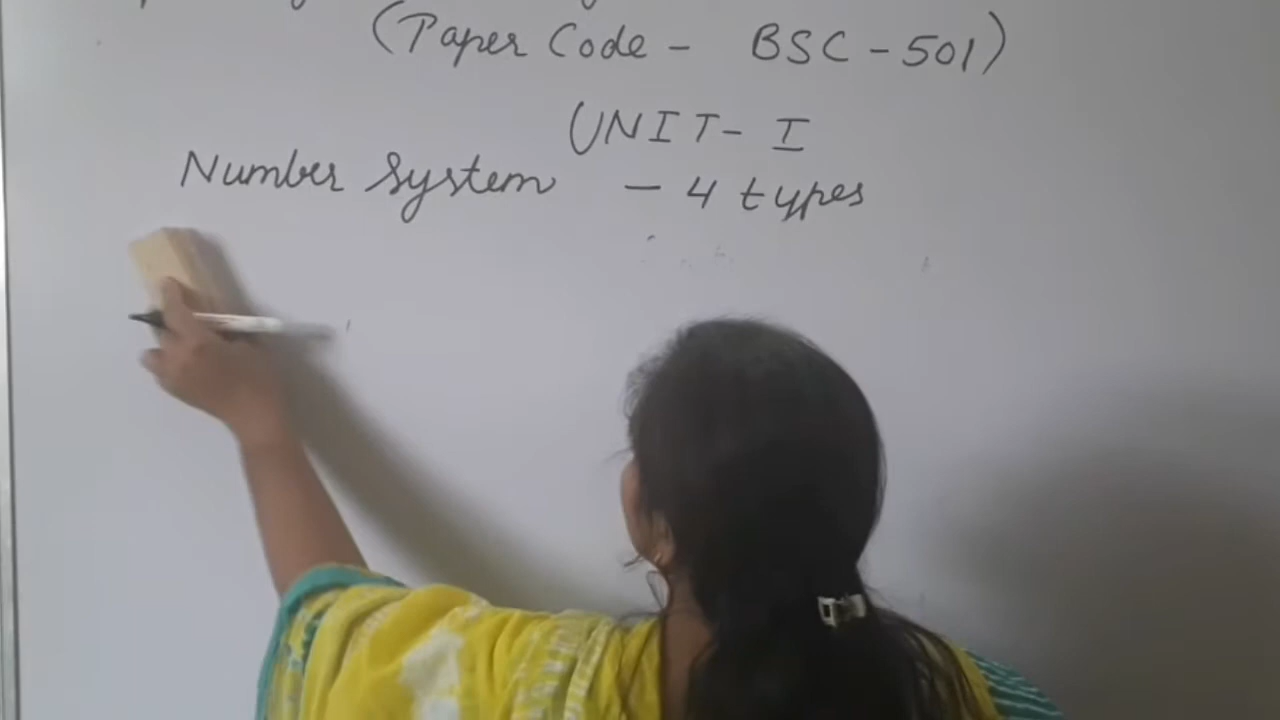 (Paper Code - BSC-501)
UNIT- I
Number System - 4 types